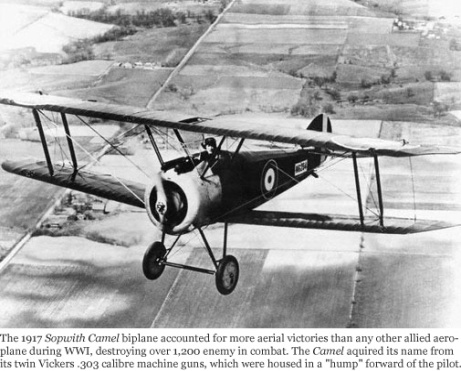 The 1917 Sopwith Camel biplane accounted for more aerial victories than any other allied aero-
plane during WWI, destroying over 1,200 enemy in combat. The Camel aquired its name from
its twin Vickers .303 calibre machine guns, which were housed in a "hump" forward of the pilot.